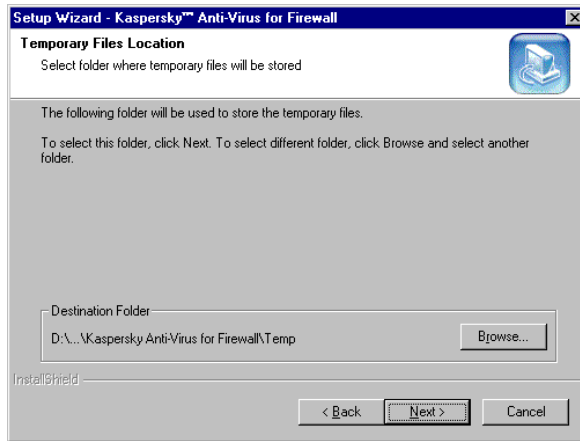 Setup Wizard - Kaspersky™ Anti-Virus for Firewall
Temporary Files Location
Select folder where temporary files will be stored
The following folder will be used to store the temporary files.
To select this folder, click Next. To select different folder, click Browse and select another
folder.
Destination Folder
D:\...\Kaspersky Anti-Virus for Firewall\Temp
Browse...
InstallShield
< Back
Next >
Cancel